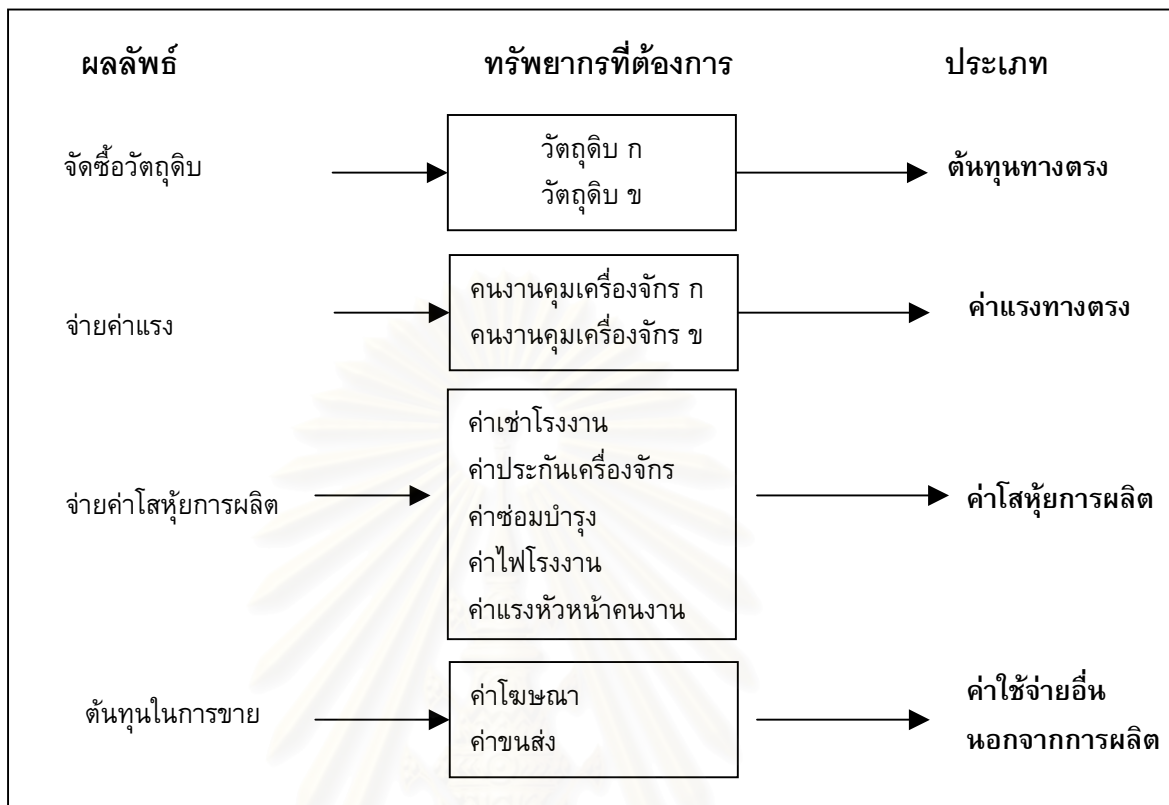 ผลลัพธ์ ทรัพยากรที่ต้องการ ประเภท
จัดซื้อวัตถุดิบ
วัตถุดิบ ก
วัตถุดิบ ข
ต้นทุนทางตรง
จ่ายค่าแรง
คนงานคุมเครื่องจักร ก
คนงานคุมเครื่องจักร ข
ค่าแรงทางตรง
จ่ายค่าโสหุ้ยการผลิต
ค่าเช่าโรงงาน
ค่าประกันเครื่องจักร
ค่าซ่อมบำรุง
ค่าไฟโรงงาน
ค่าแรงหัวหน้าคนงาน
ค่าโสหุ้ยการผลิต
ต้นทุนในการขาย
ค่าโฆษณา
ค่าขนส่ง
ค่าใช้จ่ายอื่น
นอกจากการผลิต